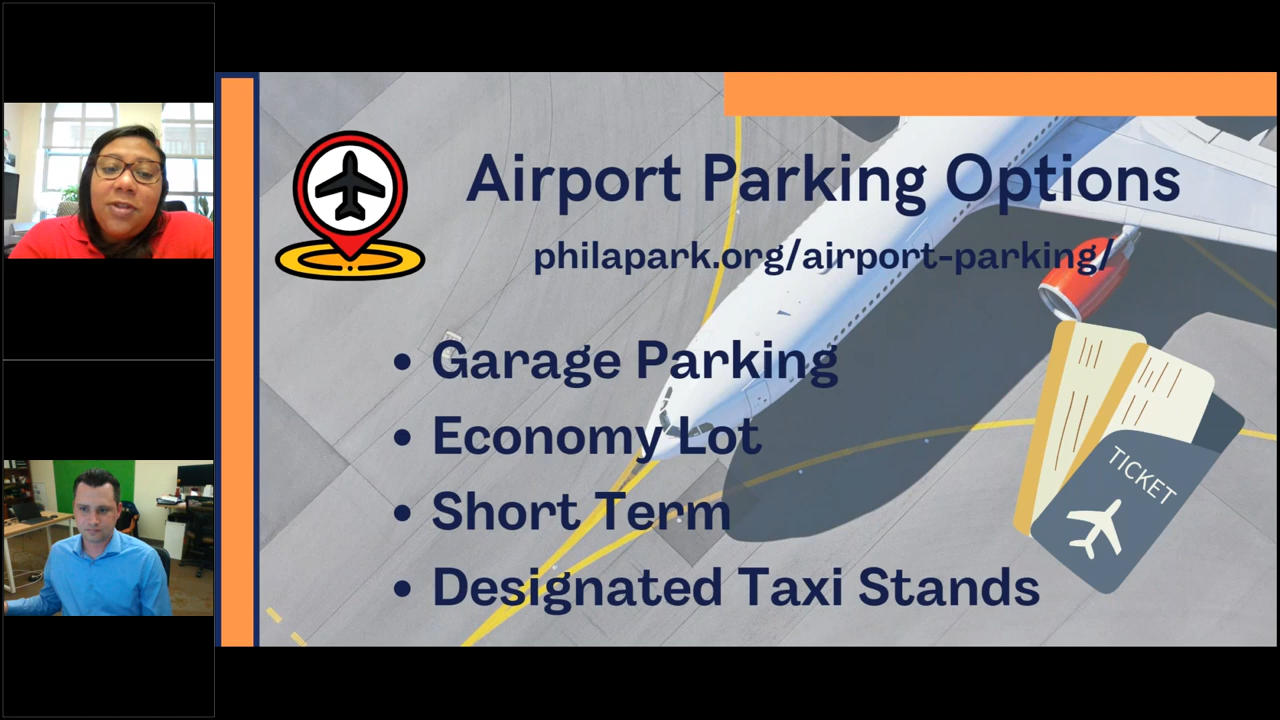 Airport Parking Options
philapark.org/airport-parking/
• Garage Parking
• Economy Lot
• Short Term
• Designated Taxi Stands
TICKET